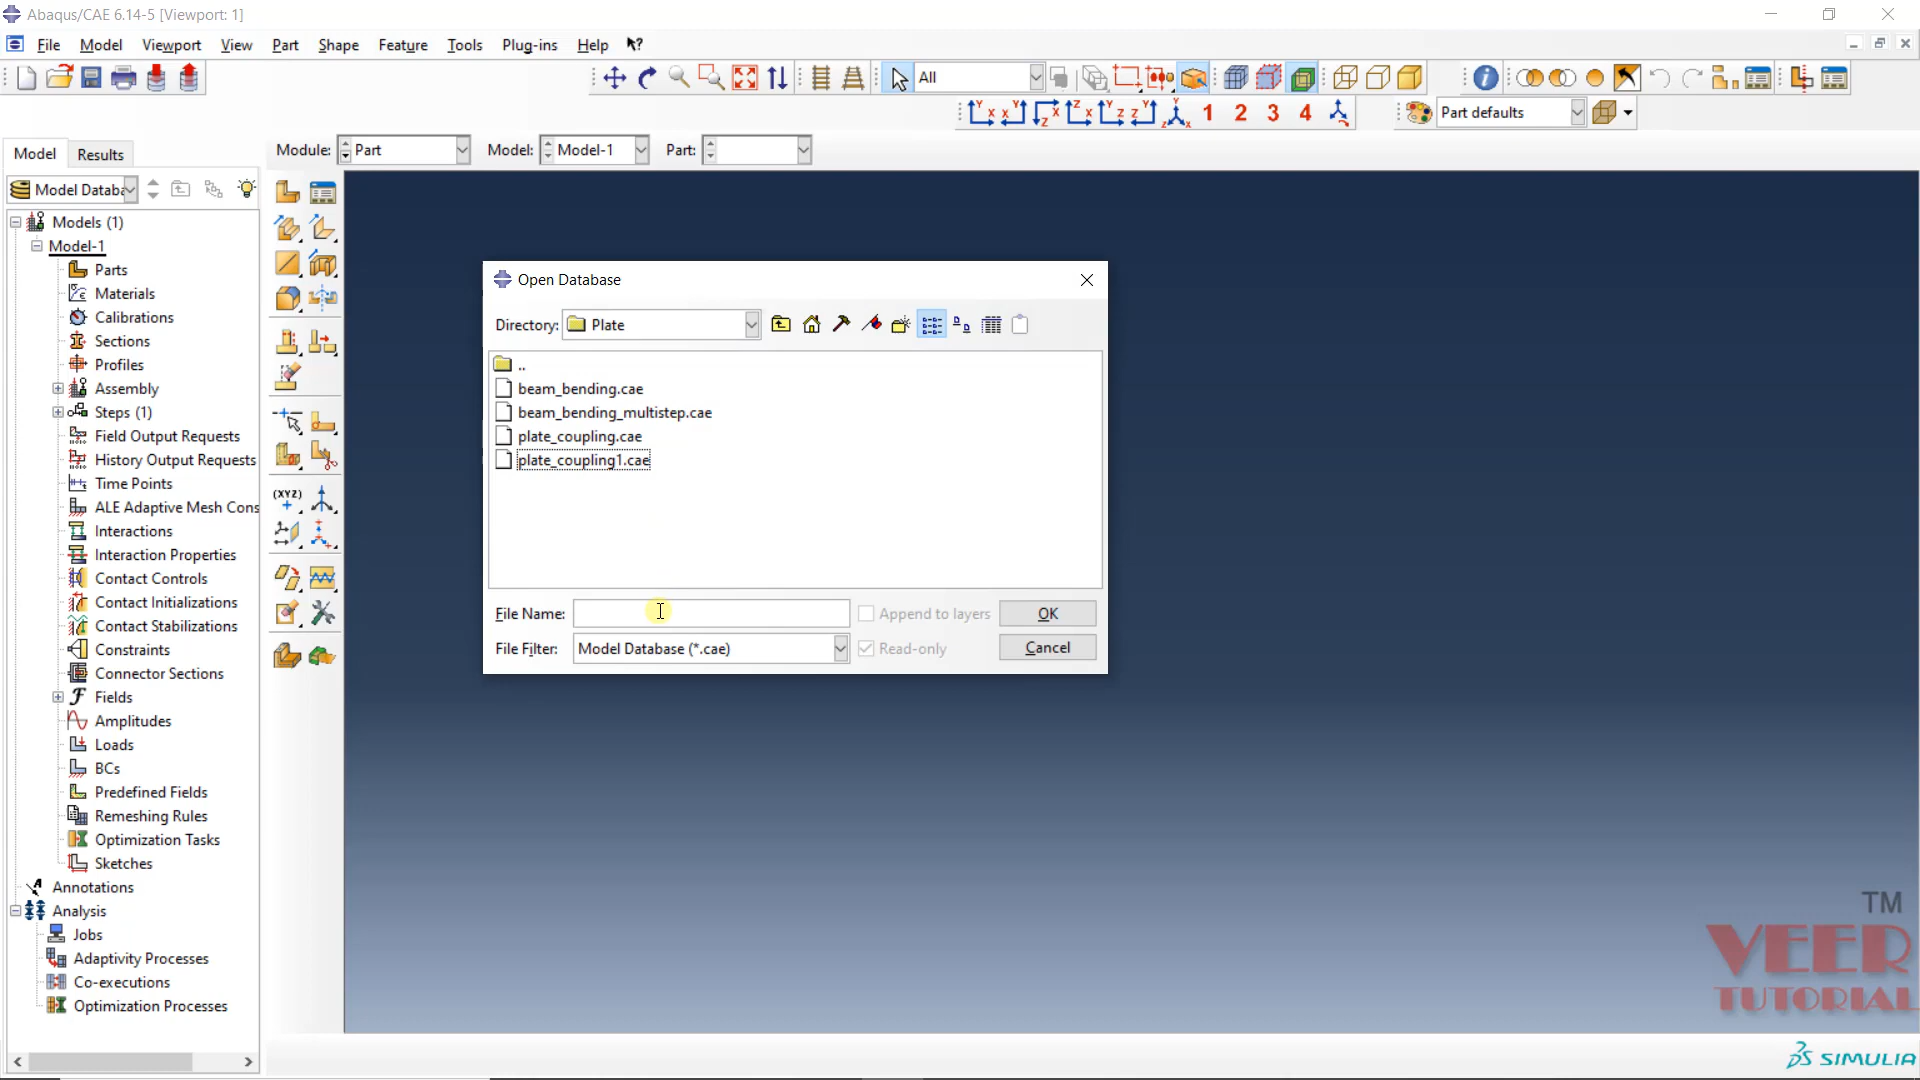 Abaqus/CAE 6.14-5 [Viewport: 1]
File Model Viewport View Part Shape Feature Tools Plug-ins Help
All
1 2 3 4 Part defaults
Model Results
Module: Part Model: Model-1 Part:
Model Databa
Models (1)
Model-1
Parts
Materials
Calibrations
Sections
Profiles
Assembly
Steps (1)
Field Output Requests
History Output Requests
Time Points
ALE Adaptive Mesh Cons
Interactions
Interaction Properties
Contact Controls
Contact Initializations
Contact Stabilizations
Constraints
Connector Sections
Fields
Amplitudes
Loads
BCs
Predefined Fields
Remeshing Rules
Optimization Tasks
Sketches
Annotations
Analysis
Jobs
Adaptivity Processes
Co-executions
Optimization Processes
(XYZ)
Open Database
Directory: Plate
..
beam_bending.cae
beam_bending_multistep.cae
plate_coupling.cae
plate_coupling1.cae
File Name: Append to layers OK
File Filter: Model Database (*.cae) Read-only Cancel
TM
VEER
TUTORIAL
SIMULIA